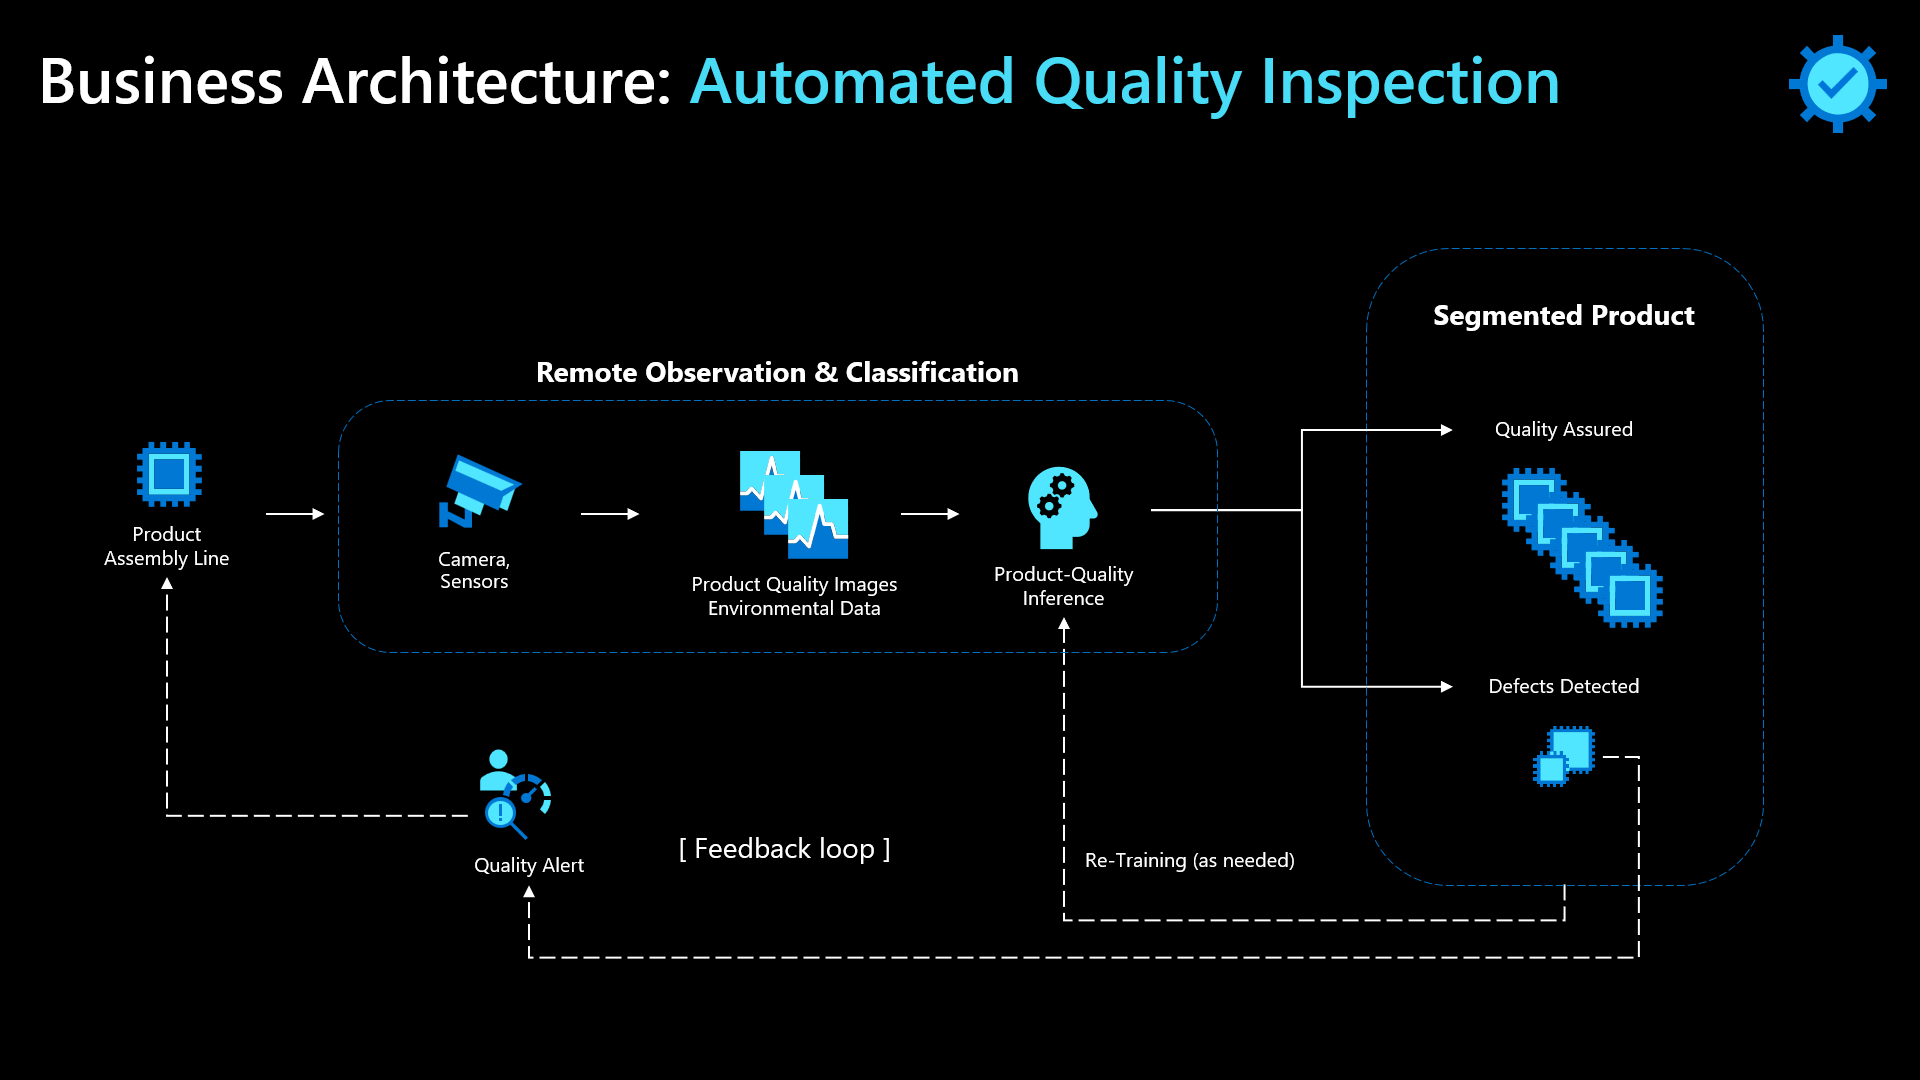 Business Architecture: Automated Quality Inspection
Segmented Product
Remote Observation & Classification
Quality Assured
Product
Assembly Line
Camera,
Sensors
Product Quality Images
Environmental Data
Product-Quality
Inference
Defects Detected
Quality Alert
[ Feedback loop ]
Re-Training (as needed)